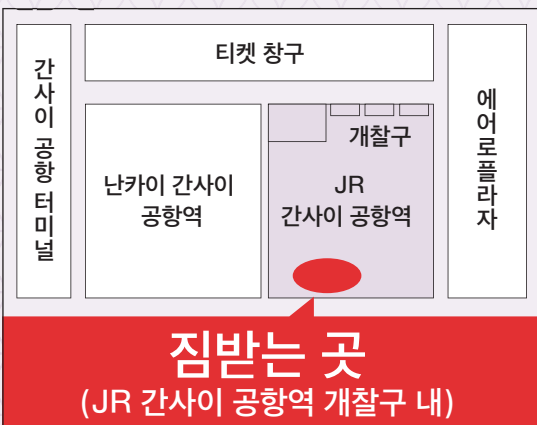 간사이 공항 터미널
티켓 창구
에어로플라자
난카이 간사이
공항역
개찰구
JR
간사이 공항역
짐받는 곳
(JR 간사이 공항역 개찰구 내)